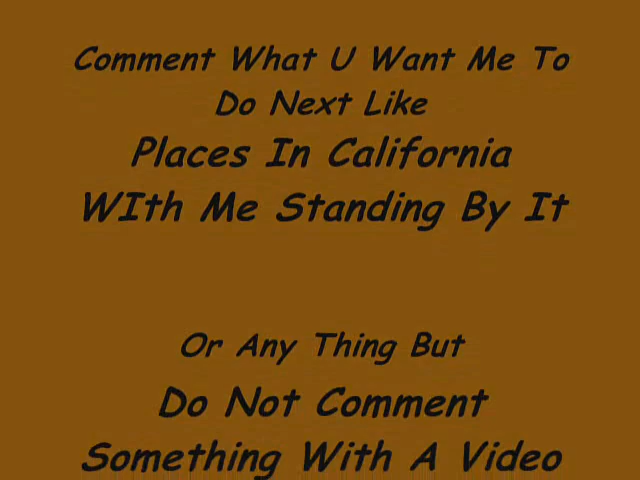 Comment What U Want Me To
Do Next Like
Places In California
WIth Me Standing By It
Or Any Thing But
Do Not Comment
Something With A Video